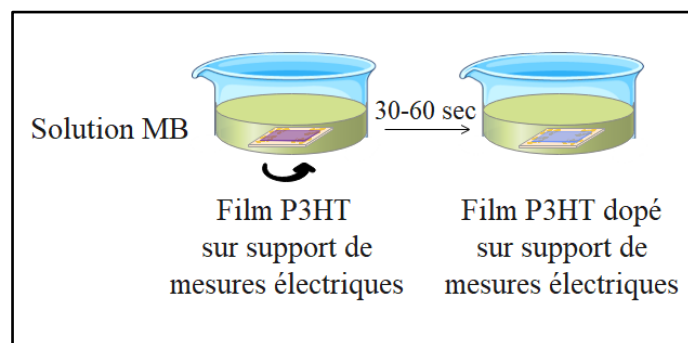 Solution MB
30-60 sec
Film P3HT
sur support de
mesures électriques
Film P3HT dopé
sur support de
mesures électriques